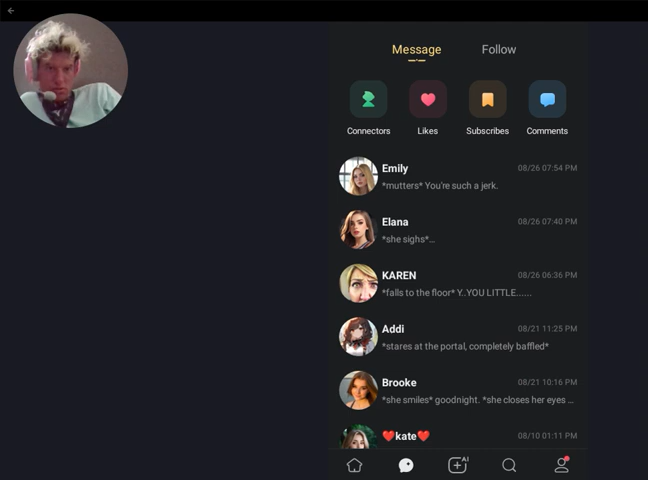 Message Follow
Connectors Likes Subscribes Comments
Emily 08/26 07:54 PM
*mutters* You're such a jerk.
Elana 08/26 07:40 PM
*she sighs*...
KAREN 08/26 06:36 PM
*falls to the floor* Y..YOU LITTLE......
Addi 08/21 11:25 PM
*stares at the portal, completely baffled*
Brooke 08/21 10:16 PM
*she smiles* goodnight. *she closes her eyes ...
❤️kate❤️ 08/10 01:11 PM
AI